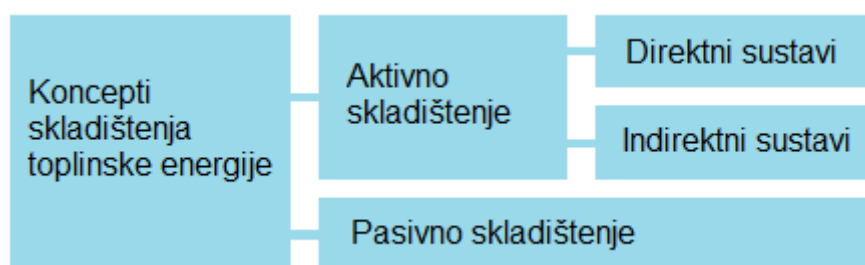 Koncepti
skladištenja
toplinske energije
Aktivno
skladištenje
Direktni sustavi
Indirektni sustavi
Pasivno skladištenje